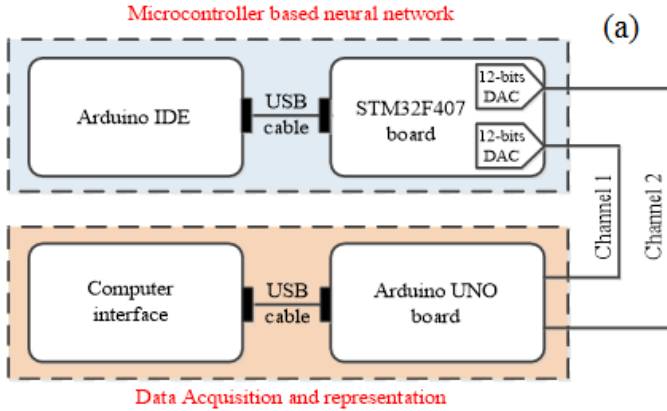 Microcontroller based neural network
(a)
Arduino IDE
USB
cable
STM32F407
board
12-bits
DAC
12-bits
DAC
Channel 1
Channel 2
Computer
interface
USB
cable
Arduino UNO
board
Data Acquisition and representation